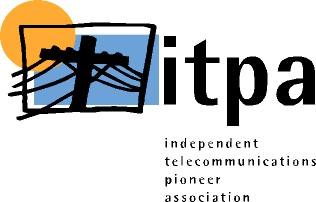 itpa
independent
telecommunications
pioneer
association